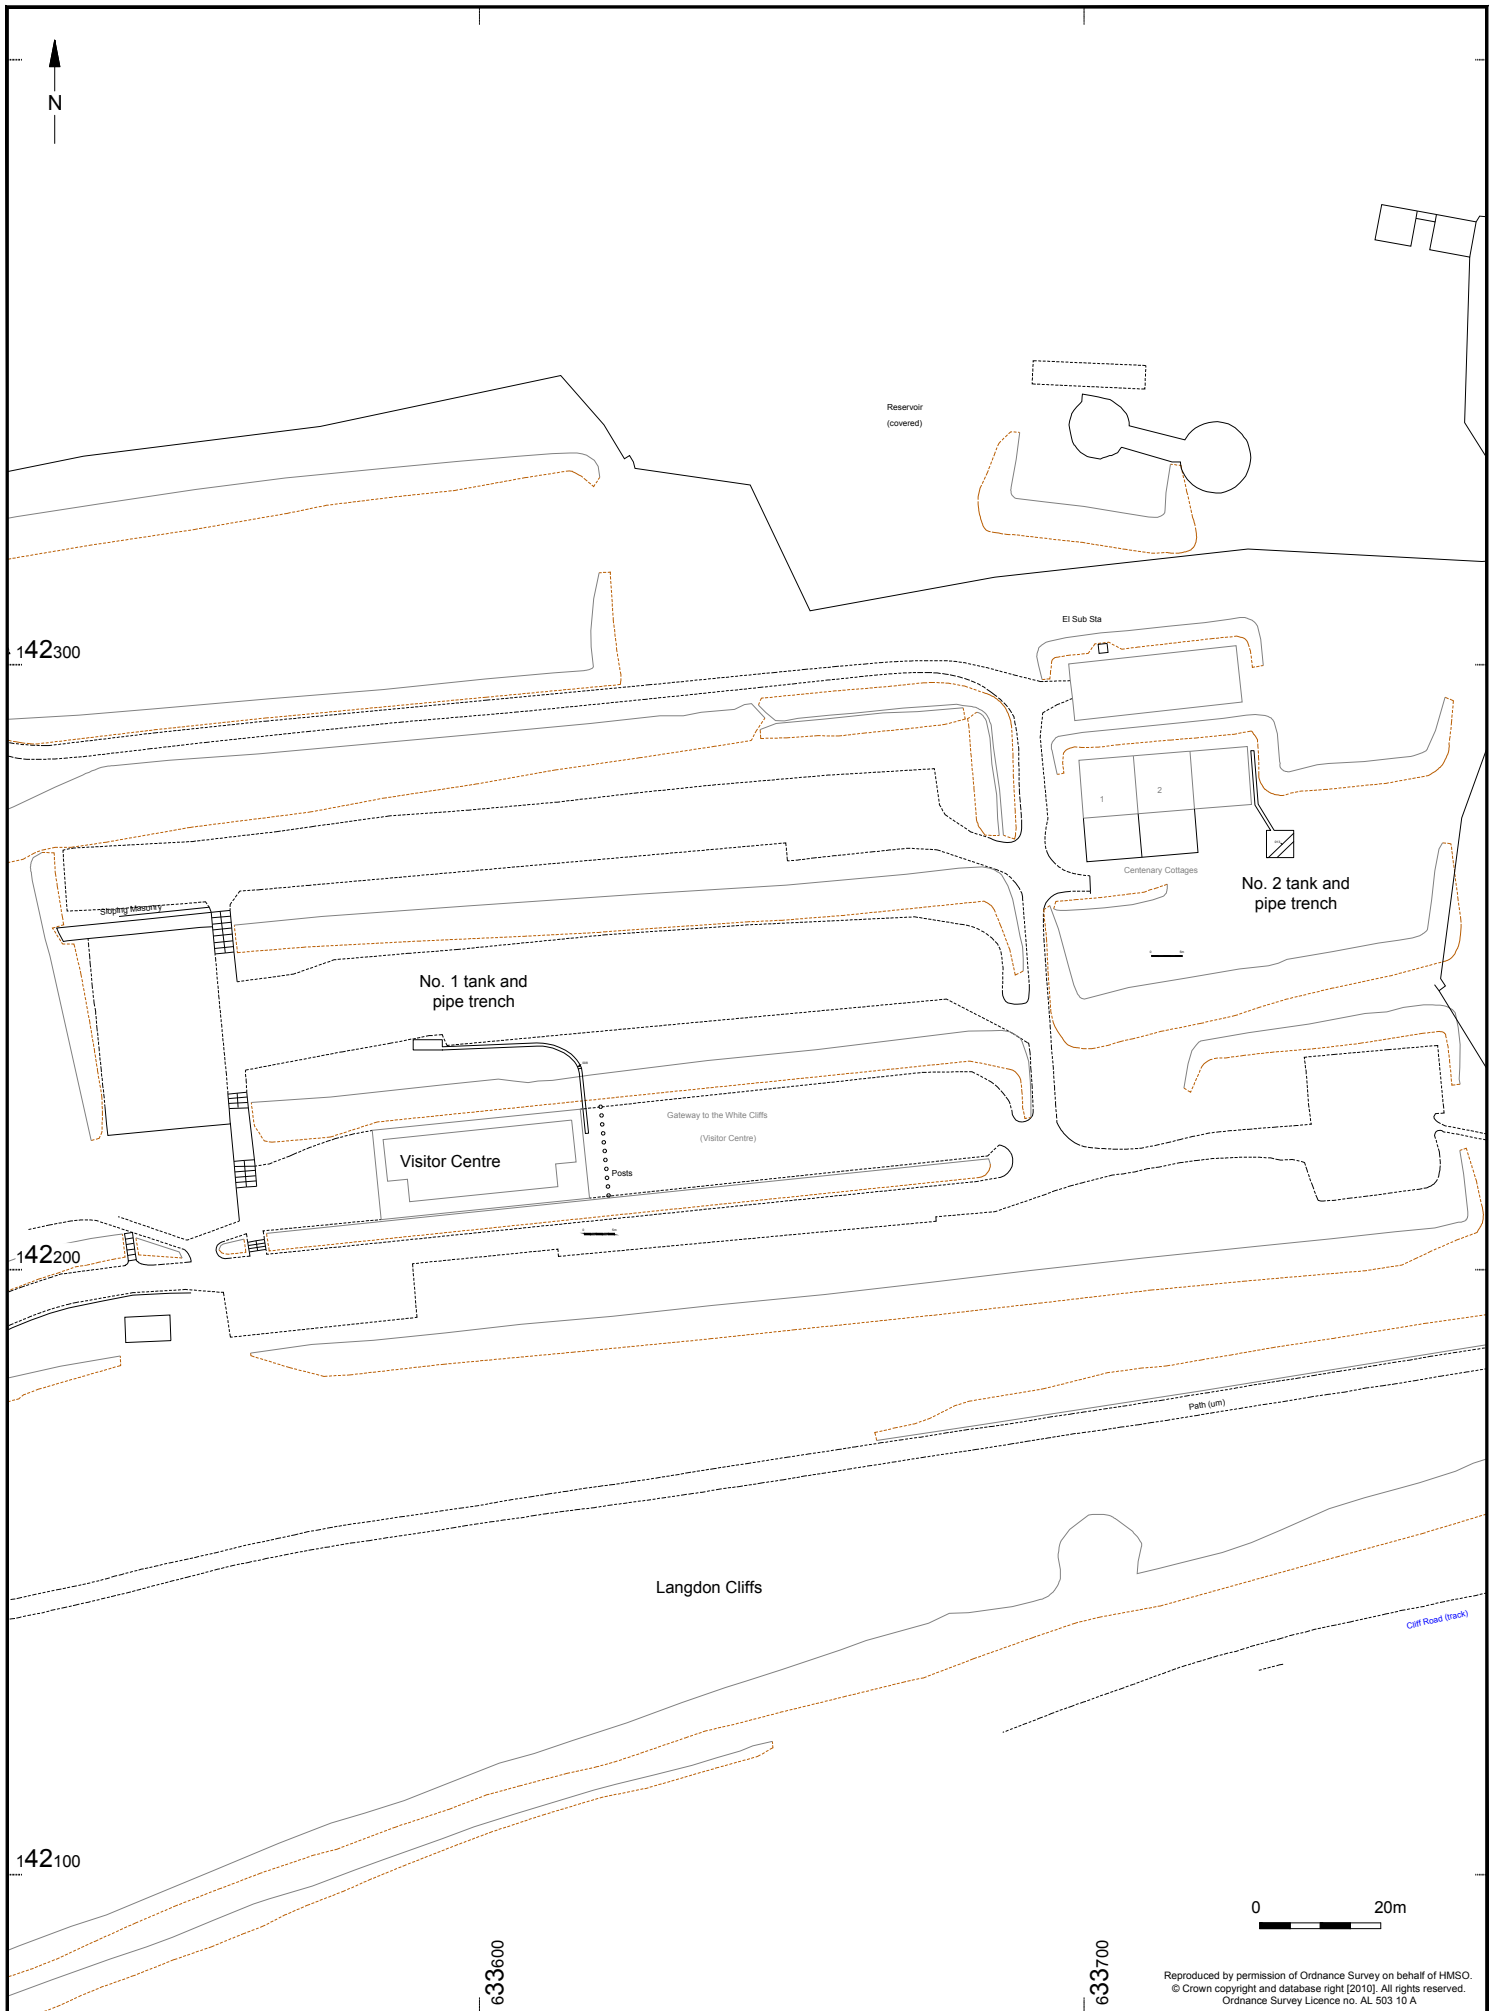 N
Reservoir
(covered)
El Sub Sta
142300
1
2
Centenary Cottages
No. 2 tank and
pipe trench
Sloping Masonry
No. 1 tank and
pipe trench
Gateway to the White Cliffs
(Visitor Centre)
Visitor Centre
Posts
142200
Path (um)
Langdon Cliffs
Cliff Road (track)
142100
0 20m
633600
633700
Reproduced by permission of Ordnance Survey on behalf of HMSO.
© Crown copyright and database right [2010]. All rights reserved.
Ordnance Survey Licence no. AL 503 10 A